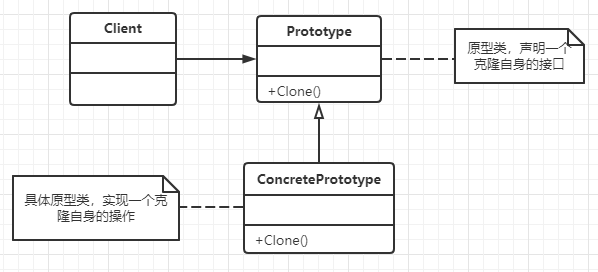 Client
Prototype
+Clone()
原型类，声明一个
克隆自身的接口
ConcretePrototype
+Clone()
具体原型类，实现一个克
隆自身的操作